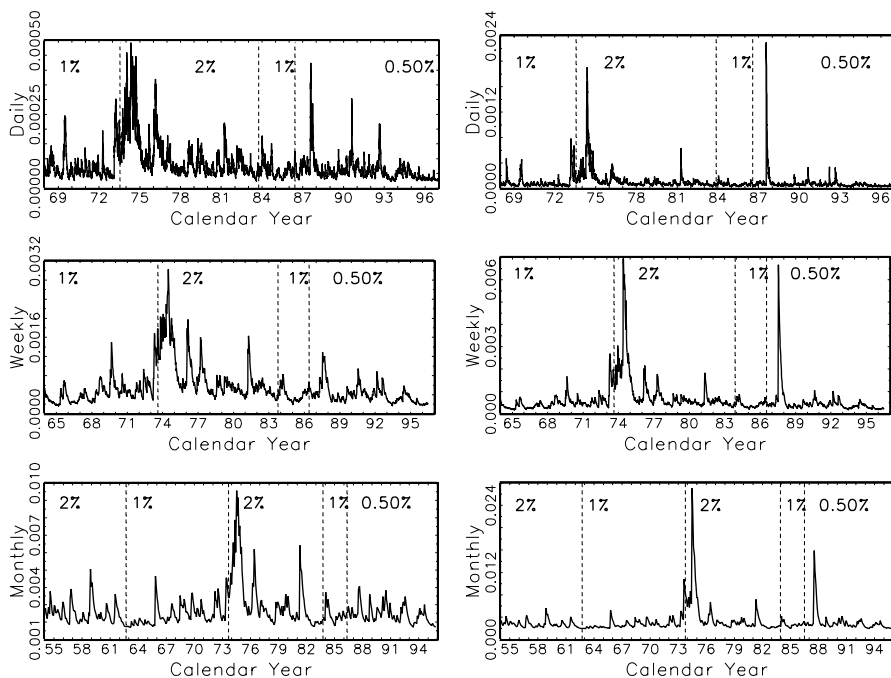 0.00050
0.00025
0.00000
Daily
1%
2%
1%
0.50%
69 72 75 78 81 84 87 90 93 96
Calendar Year
0.0024
0.0012
0.0000
Daily
1%
2%
1%
0.50%
69 72 75 78 81 84 87 90 93 96
Calendar Year
0.0032
0.0016
0.0000
Weekly
1%
2%
1%
0.50%
65 68 71 74 77 80 83 86 89 92 95
Calendar Year
0.006
0.003
0.000
Weekly
1%
2%
1%
0.50%
65 68 71 74 77 80 83 86 89 92 95
Calendar Year
0.010
0.007
0.004
0.001
Monthly
2%
1%
2%
1%
0.50%
55 58 61 64 67 70 73 76 79 82 85 88 91 94
Calendar Year
0.024
0.012
0.000
Monthly
2%
1%
2%
1%
0.50%
55 58 61 64 67 70 73 76 79 82 85 88 91 94
Calendar Year